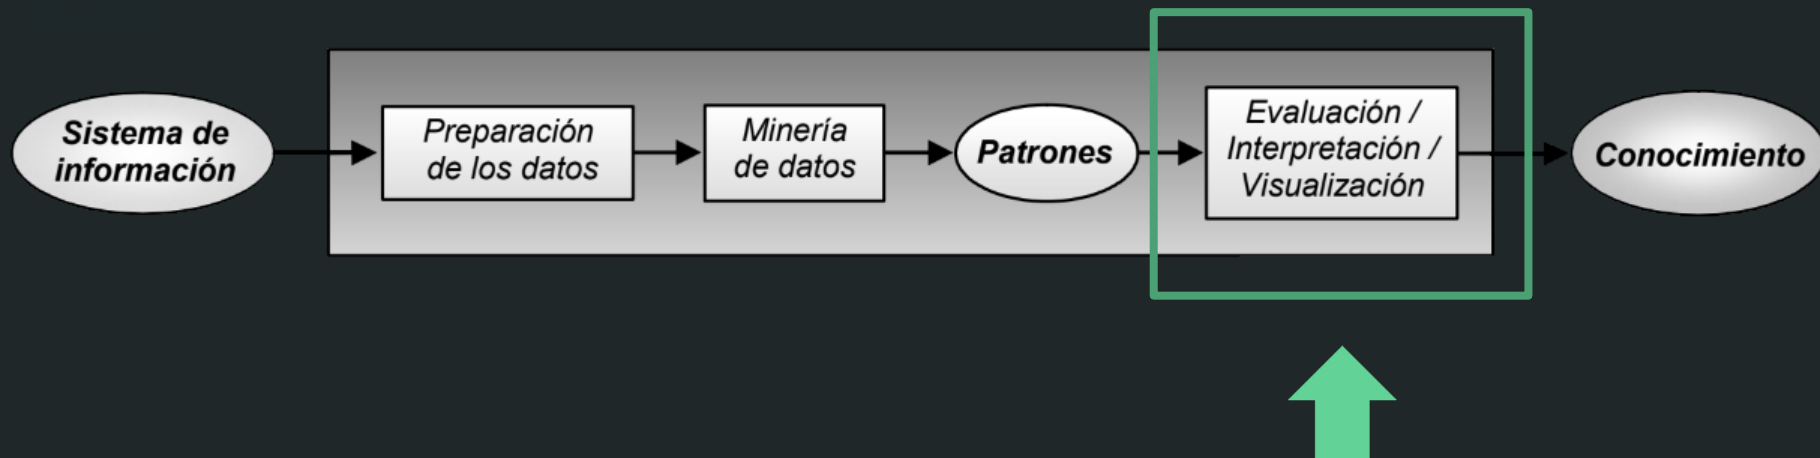 Sistema de
información
Preparación
de los datos
Minería
de datos
Patrones
Evaluación /
Interpretación /
Visualización
Conocimiento